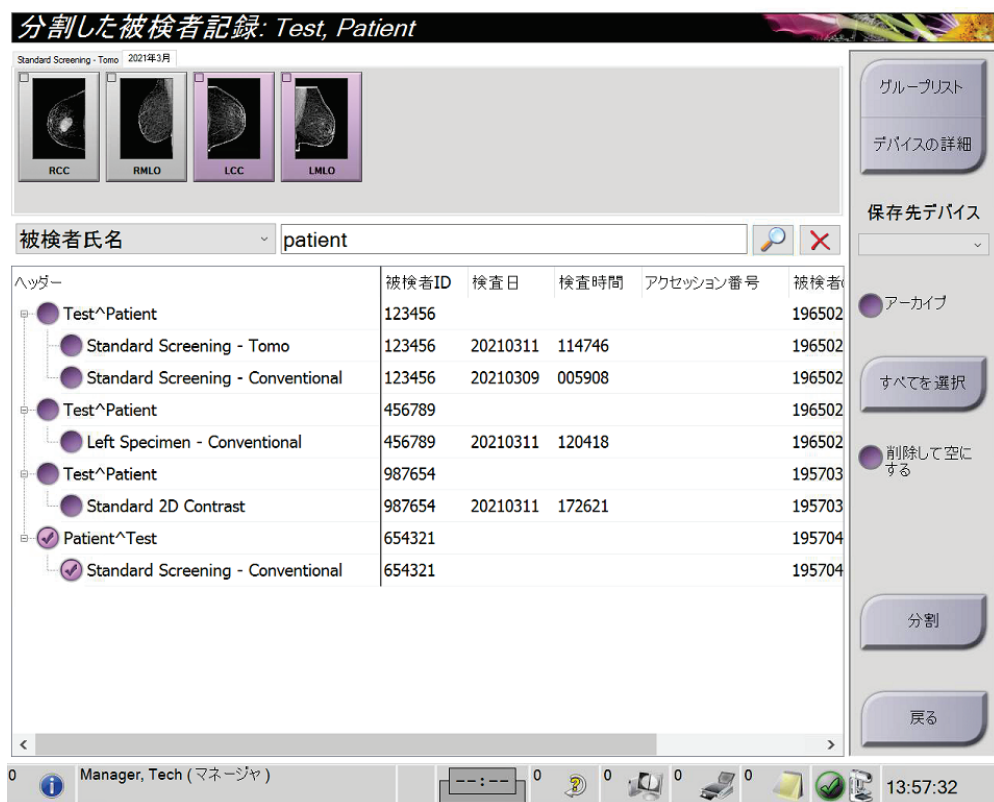 分割した被検者記録: Test, Patient
Standard Screening - Tomo 2021年3月
RCC RMLO LCC LMLO
被検者氏名 patient
ヘッダー 被検者ID 検査日 検査時間 アクセッション番号 被検者
Test^Patient 123456 196502
Standard Screening - Tomo 123456 20210311 114746 196502
Standard Screening - Conventional 123456 20210309 005908 196502
Test^Patient 456789 196502
Left Specimen - Conventional 456789 20210311 120418 196502
Test^Patient 987654 195703
Standard 2D Contrast 987654 20210311 172621 195703
Patient^Test 654321 195704
Standard Screening - Conventional 654321 195704
グループリスト
デバイスの詳細
保存先デバイス
アーカイブ
すべてを選択
削除して空に
する
分割
戻る
0 Manager, Tech (マネージャ) --:-- 0 0 0 0 13:57:32